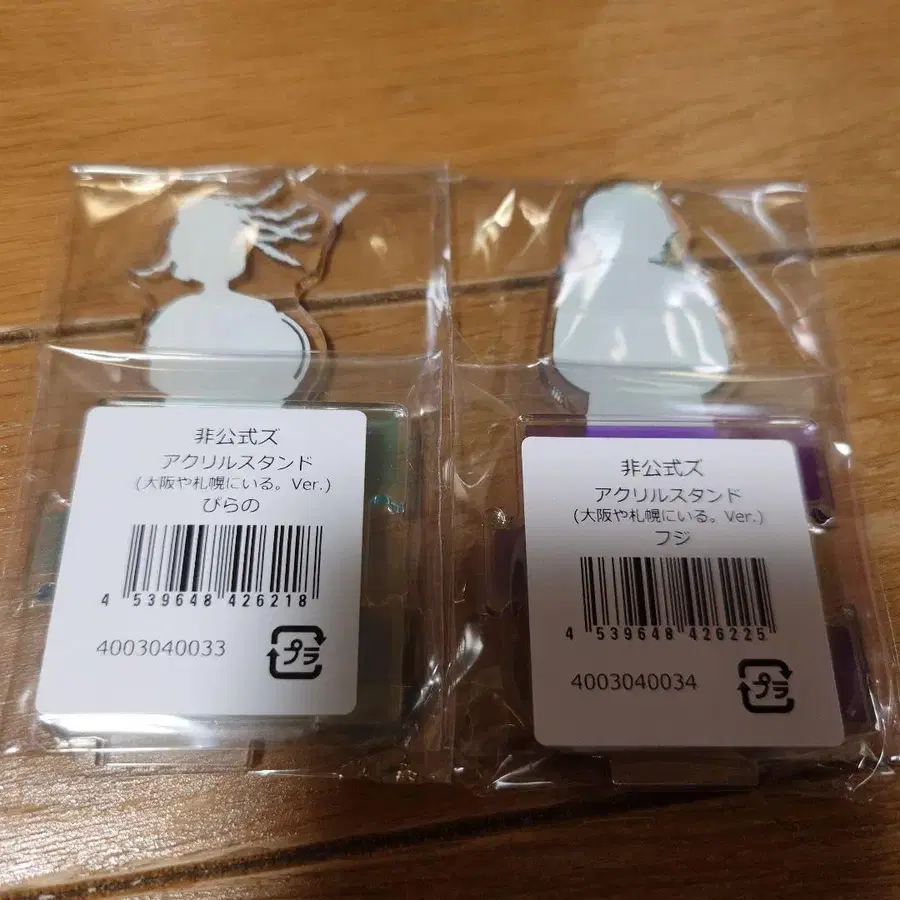 非公式ズ
アクリルスタンド
(大阪や札幌にいる。Ver.)
ぴらの
4 539648 426218
4003040033
プラ
非公式ズ
アクリルスタンド
(大阪や札幌にいる。Ver.)
フジ
4 539648 426225
4003040034
プラ